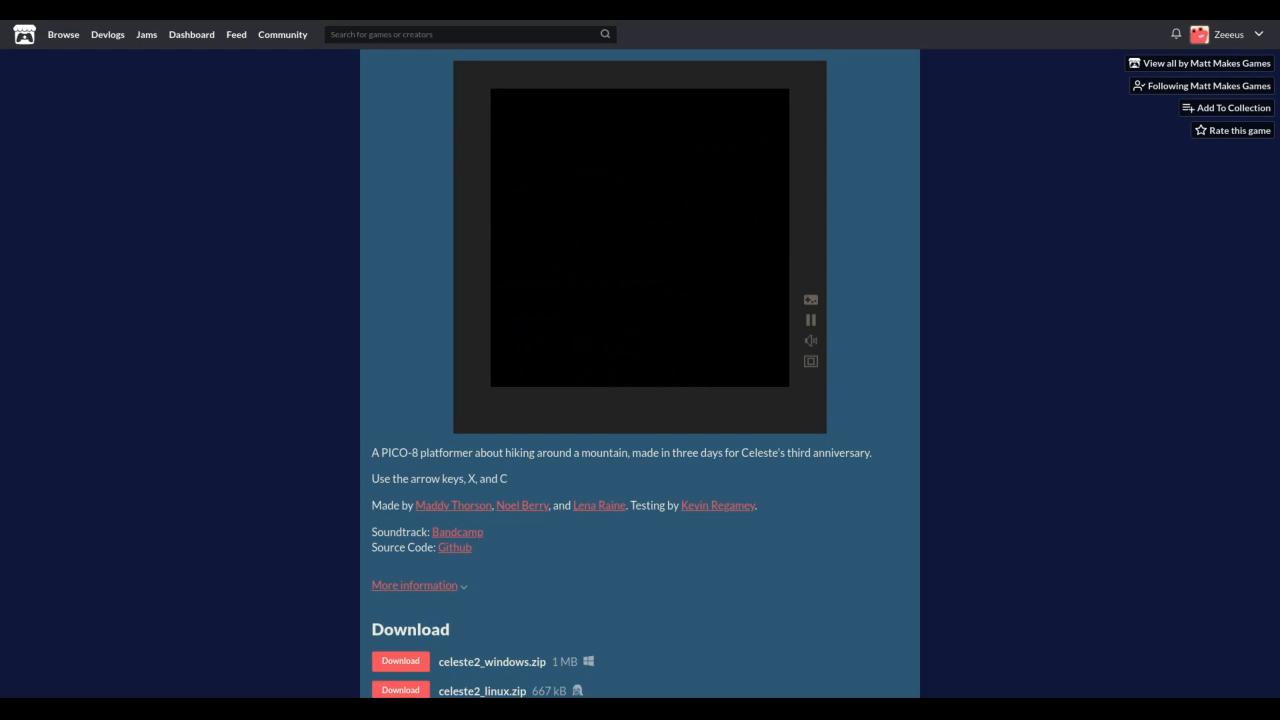 Browse Devlogs Jams Dashboard Feed Community Search for games or creators Zeeeus
View all by Matt Makes Games
Following Matt Makes Games
Add To Collection
Rate this game
A PICO-8 platformer about hiking around a mountain, made in three days for Celeste's third anniversary.
Use the arrow keys, X, and C
Made by Maddy Thorson, Noel Berry, and Lena Raine. Testing by Kevin Regamey.
Soundtrack: Bandcamp
Source Code: Github
More information
Download
Download celeste2_windows.zip 1 MB
Download celeste2_linux.zip 667 kB